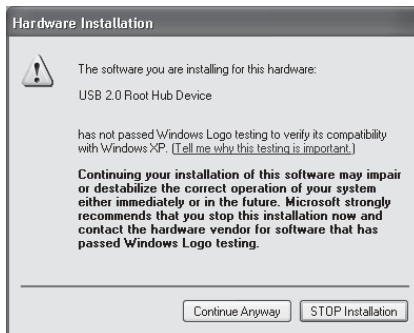 Hardware Installation
The software you are installing for this hardware:
USB 2.0 Root Hub Device
has not passed Windows Logo testing to verify its compatibility
with Windows XP. (Tell me why this testing is important.)
Continuing your installation of this software may impair
or destabilize the correct operation of your system
either immediately or in the future. Microsoft strongly
recommends that you stop this installation now and
contact the hardware vendor for software that has
passed Windows Logo testing.
Continue Anyway STOP Installation